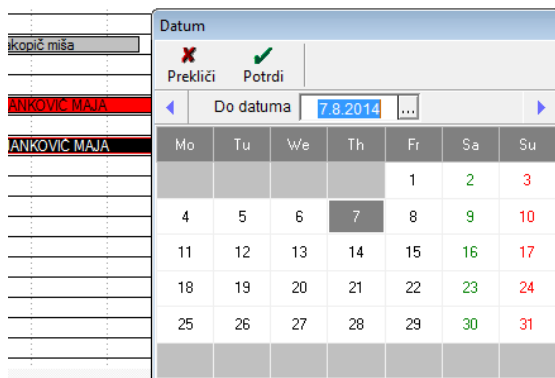 Datum
akopič miša
Prekliči Potrdi
Do datuma 7.8.2014 ...
JANKOVIČ MAJA
JANKOVIČ MAJA
Mo Tu We Th Fr Sa Su
1 2 3
4 5 6 7 8 9 10
11 12 13 14 15 16 17
18 19 20 21 22 23 24
25 26 27 28 29 30 31